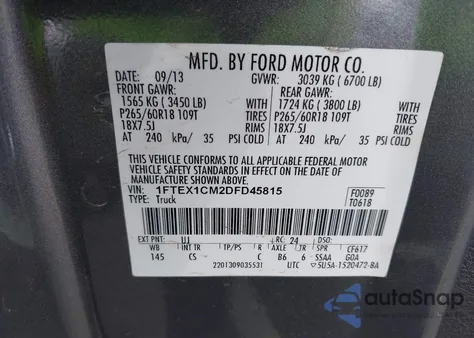 MFD. BY FORD MOTOR CO.
DATE 09/13 GVWR: 3039 KG (6700 LB)
FRONT GAWR: REAR GAWR:
1565 KG (3450 LB) 1724 KG (3800 LB)
P265/60R18 109T TIRES P265/60R18 109T TIRES
18X7.5J RIMS 18X7.5J RIMS
AT 240 kPa/ 35 PSI COLD AT 240 kPa/ 35 PSI COLD
THIS VEHICLE CONFORMS TO ALL APPLICABLE FEDERAL MOTOR
VEHICLE SAFETY STANDARDS IN EFFECT ON THE DATE OF
MANUFACTURE SHOWN ABOVE.
VIN: 1FTEX1CM2DFD45815 F0089
TYPE: Truck T0618
EXT PNT: UJ RC: 24 DSO:
WB INT TR TP/PS R AXLE TR SPR CF617
145 CS C B6 6 SSAA GOA
2201309035531 UTC 5U5A-1520472-BA
autoSnap